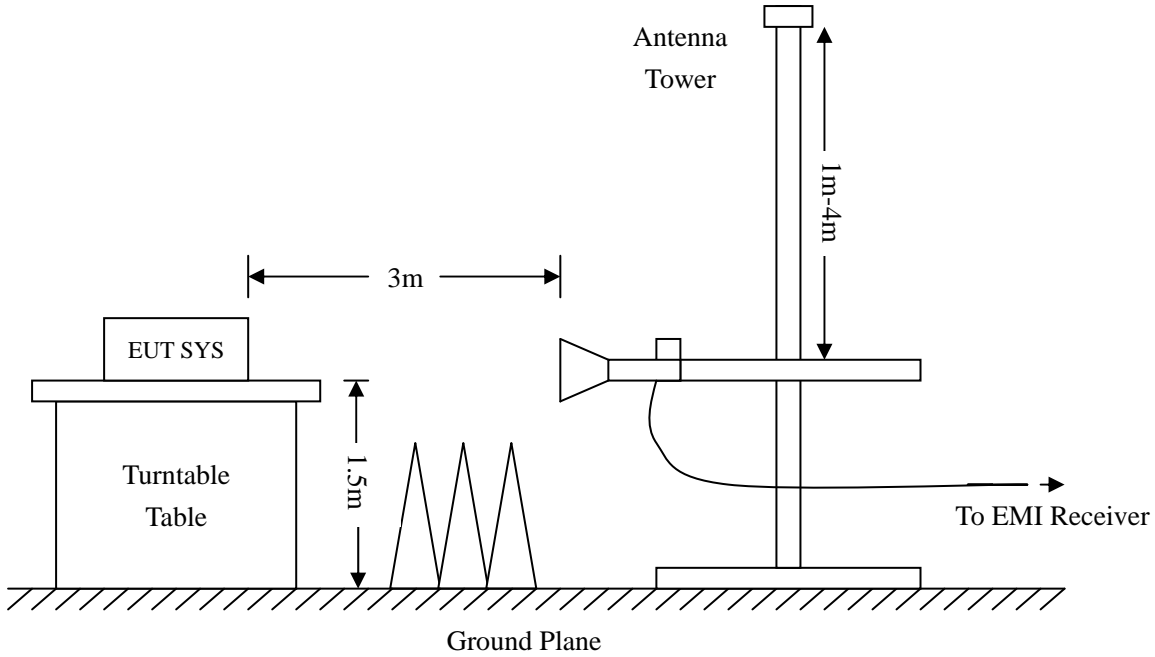 Antenna
Tower
1m-4m
3m
EUT SYS
1.5m
Turntable
Table
To EMI Receiver
Ground Plane